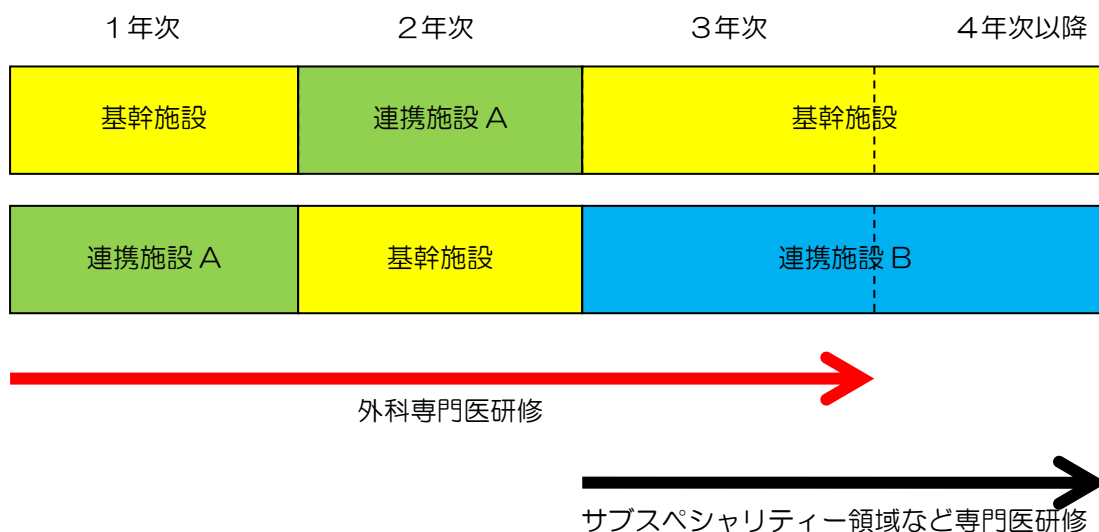 １年次 ２年次 ３年次 ４年次以降
基幹施設 連携施設 A 基幹施設
連携施設 A 基幹施設 連携施設 B
外科専門医研修
サブスペシャリティー領域など専門医研修